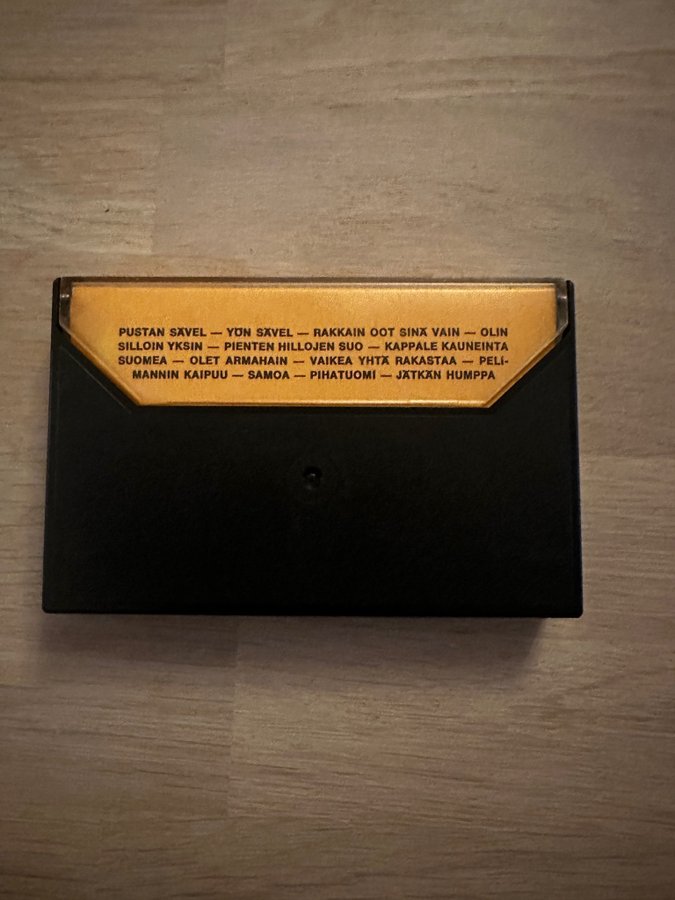 PUSTAN SÄVEL — YÖN SÄVEL — RAKKAIN OOT SINÄ VAIN — OLIN
SILLOIN YKSIN — PIENTEN HILLOJEN SUO — KAPPALE KAUNEINTA
SUOMEA — OLET ARMAHAIN — VAIKEA YHTÄ RAKASTAA — PELI-
MANNIN KAIPUU — SAMOA — PIHATUOMI — JÄTKÄN HUMPPA